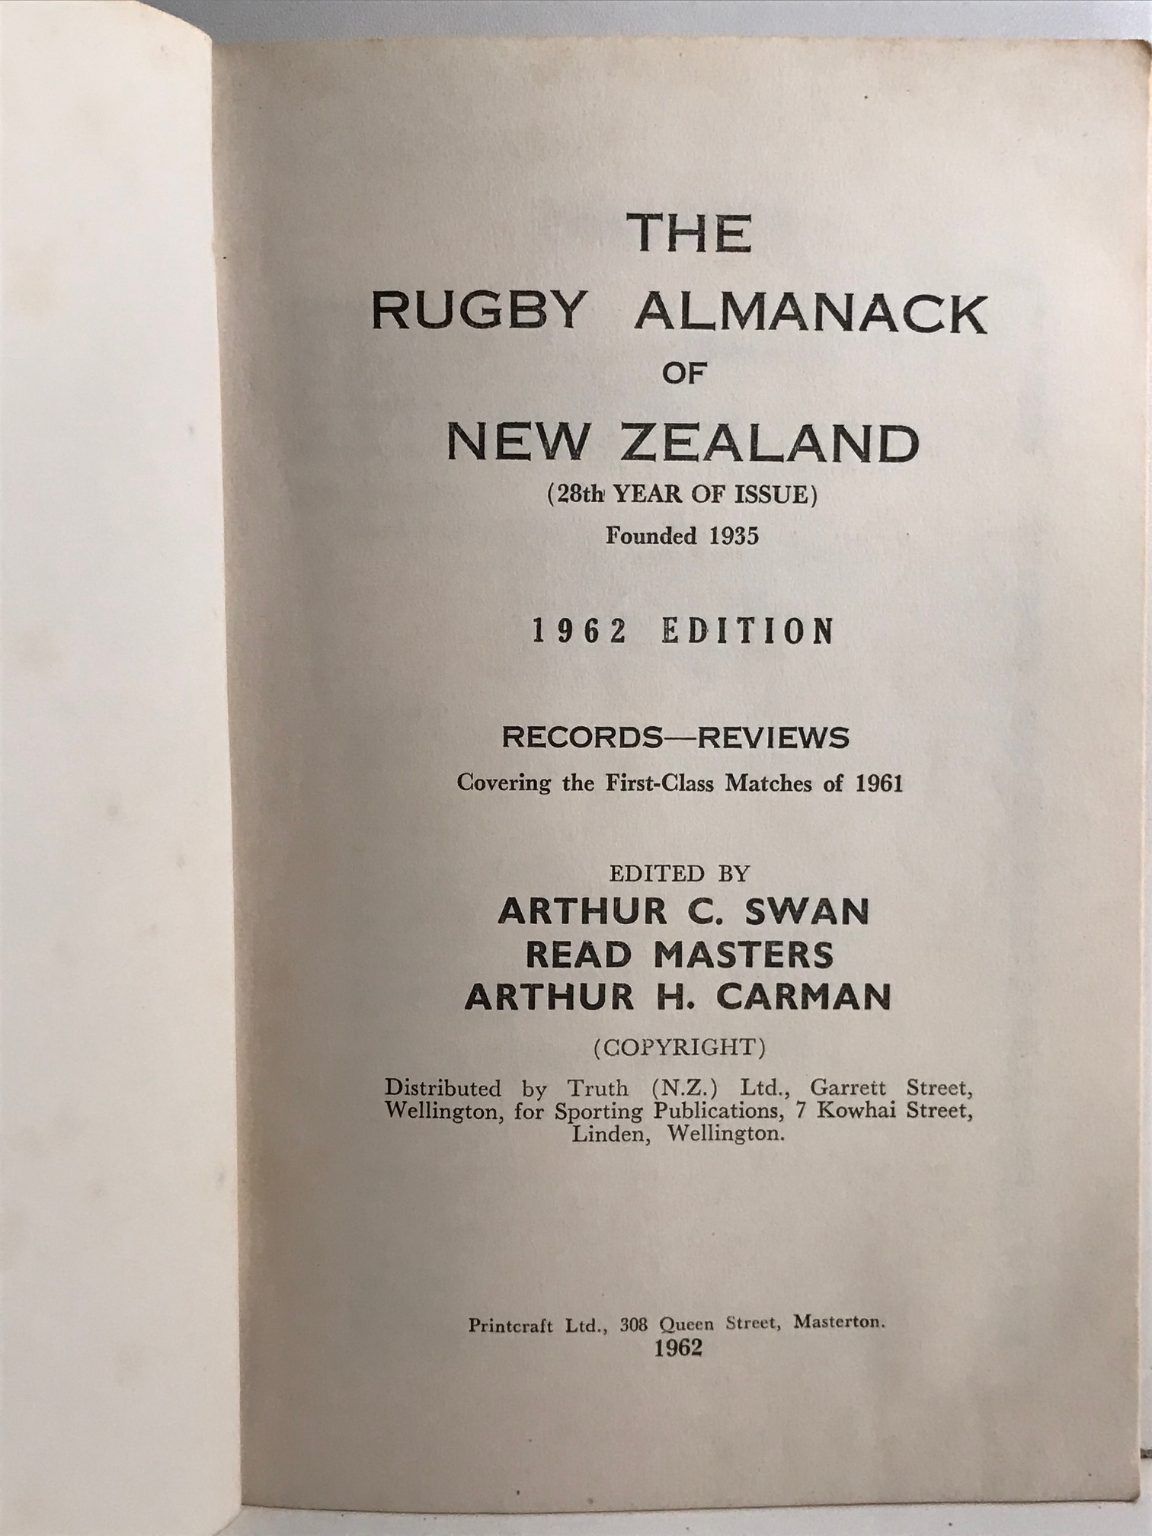 THE
RUGBY ALMANACK
OF
NEW ZEALAND
(28th YEAR OF ISSUE)
Founded 1935
1962 EDITION
RECORDS—REVIEWS
Covering the First-Class Matches of 1961
EDITED BY
ARTHUR C. SWAN
READ MASTERS
ARTHUR H. CARMAN
(COPYRIGHT)
Distributed by Truth (N.Z.) Ltd., Garrett Street,
Wellington, for Sporting Publications, 7 Kowhai Street,
Linden, Wellington.
Printcraft Ltd., 308 Queen Street, Masterton.
1962